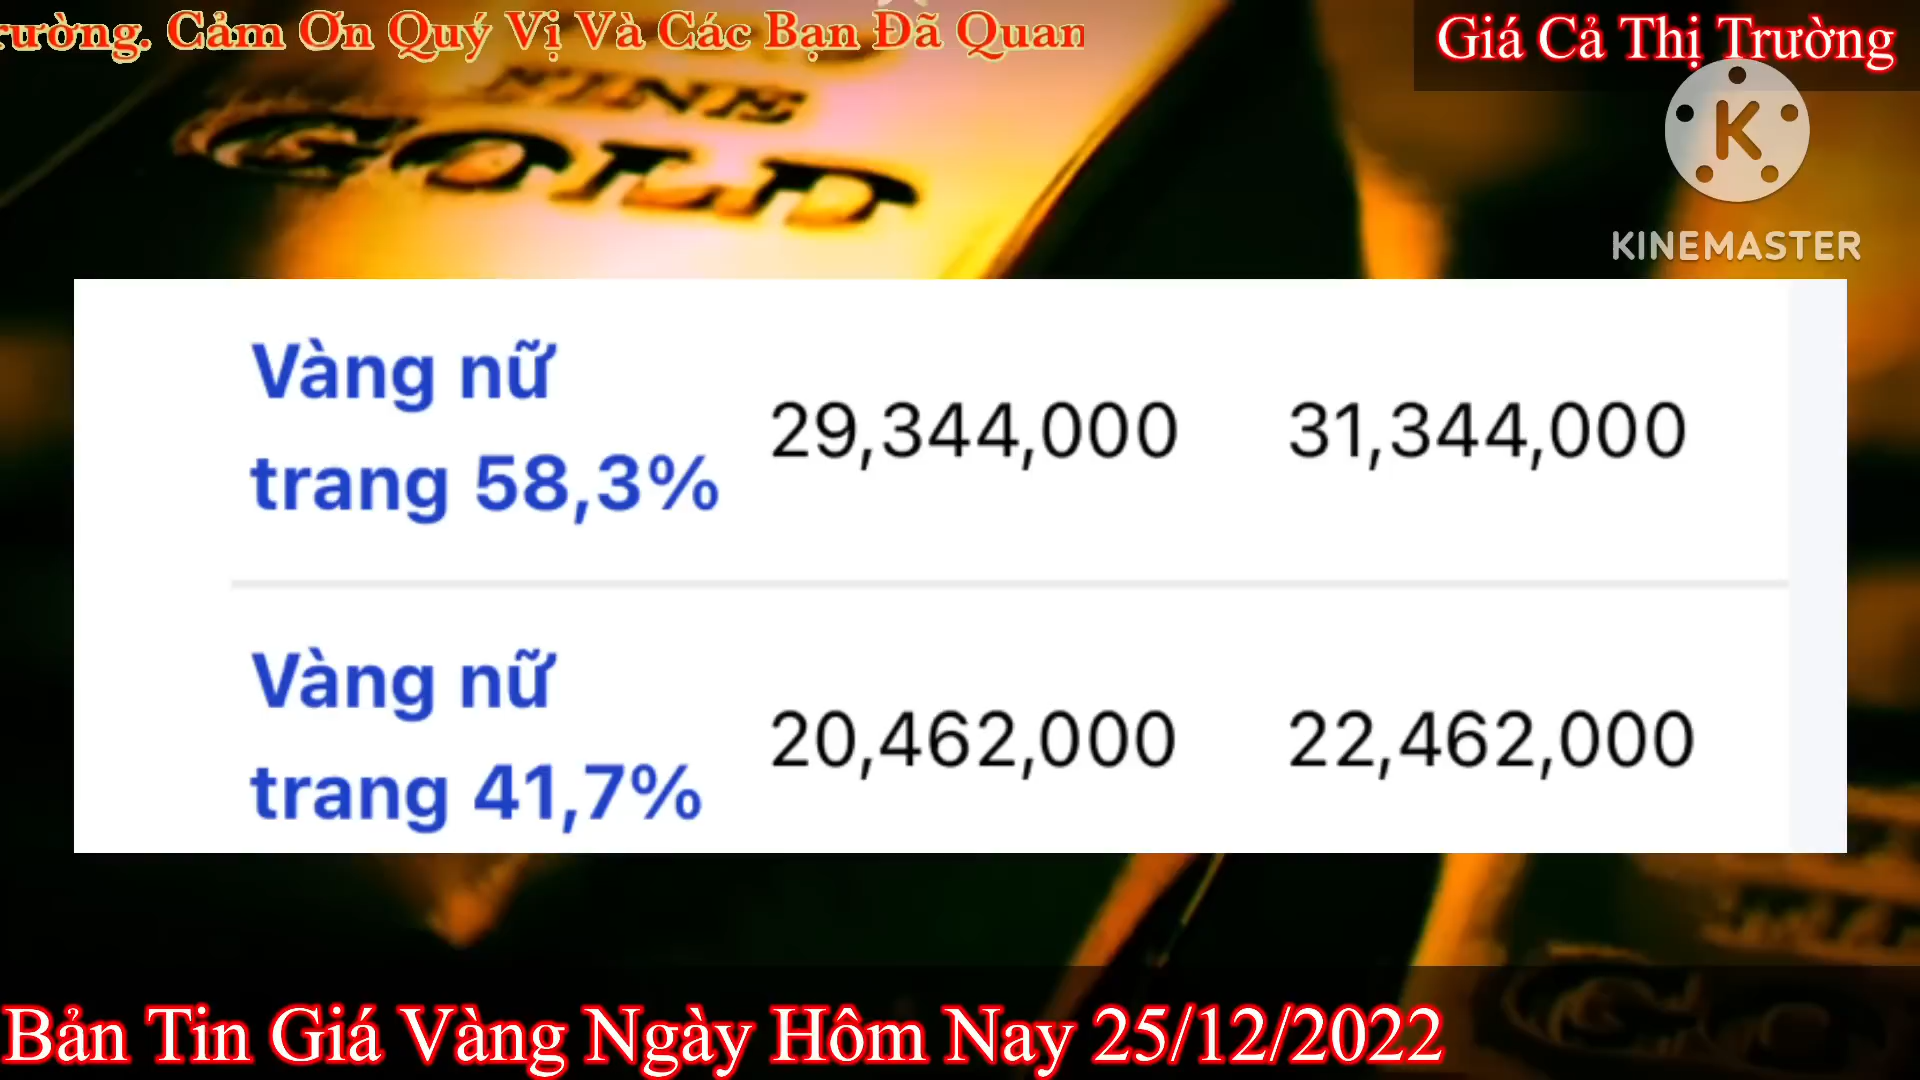 rường. Cảm Ơn Quý Vị Và Các Bạn Đã Quan
Giá Cả Thị Trường
FINE
GOLD
KINEMASTER
Vàng nữ
trang 58,3%
29,344,000
31,344,000
Vàng nữ
trang 41,7%
20,462,000
22,462,000
Bản Tin Giá Vàng Ngày Hôm Nay 25/12/2022